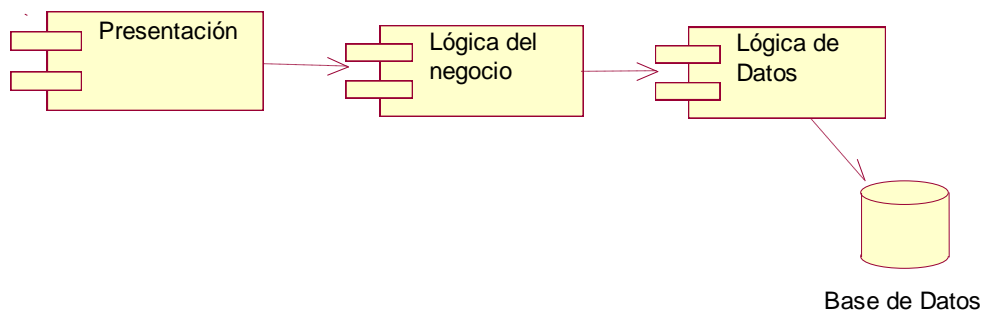 Presentación
Lógica del
negocio
Lógica de
Datos
Base de Datos